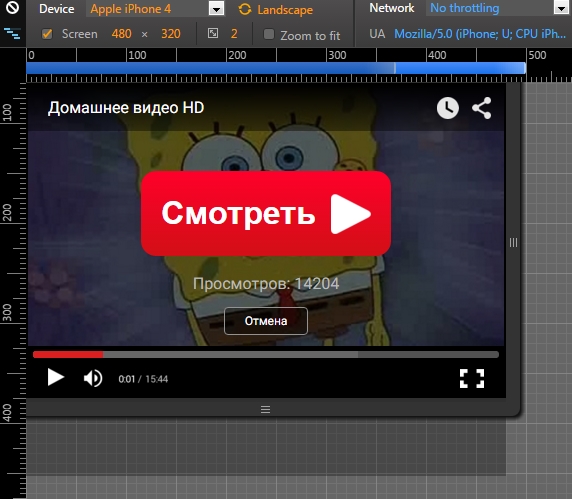 Device Apple iPhone 4 Landscape Network No throttling
Screen 480 × 320 2 Zoom to fit UA Mozilla/5.0 (iPhone; U; CPU iPh...
0 100 200 300 400 500
Домашнее видео HD
100
Смотреть
200
Просмотров: 14204
300
Отмена
0:01 / 15:44
400